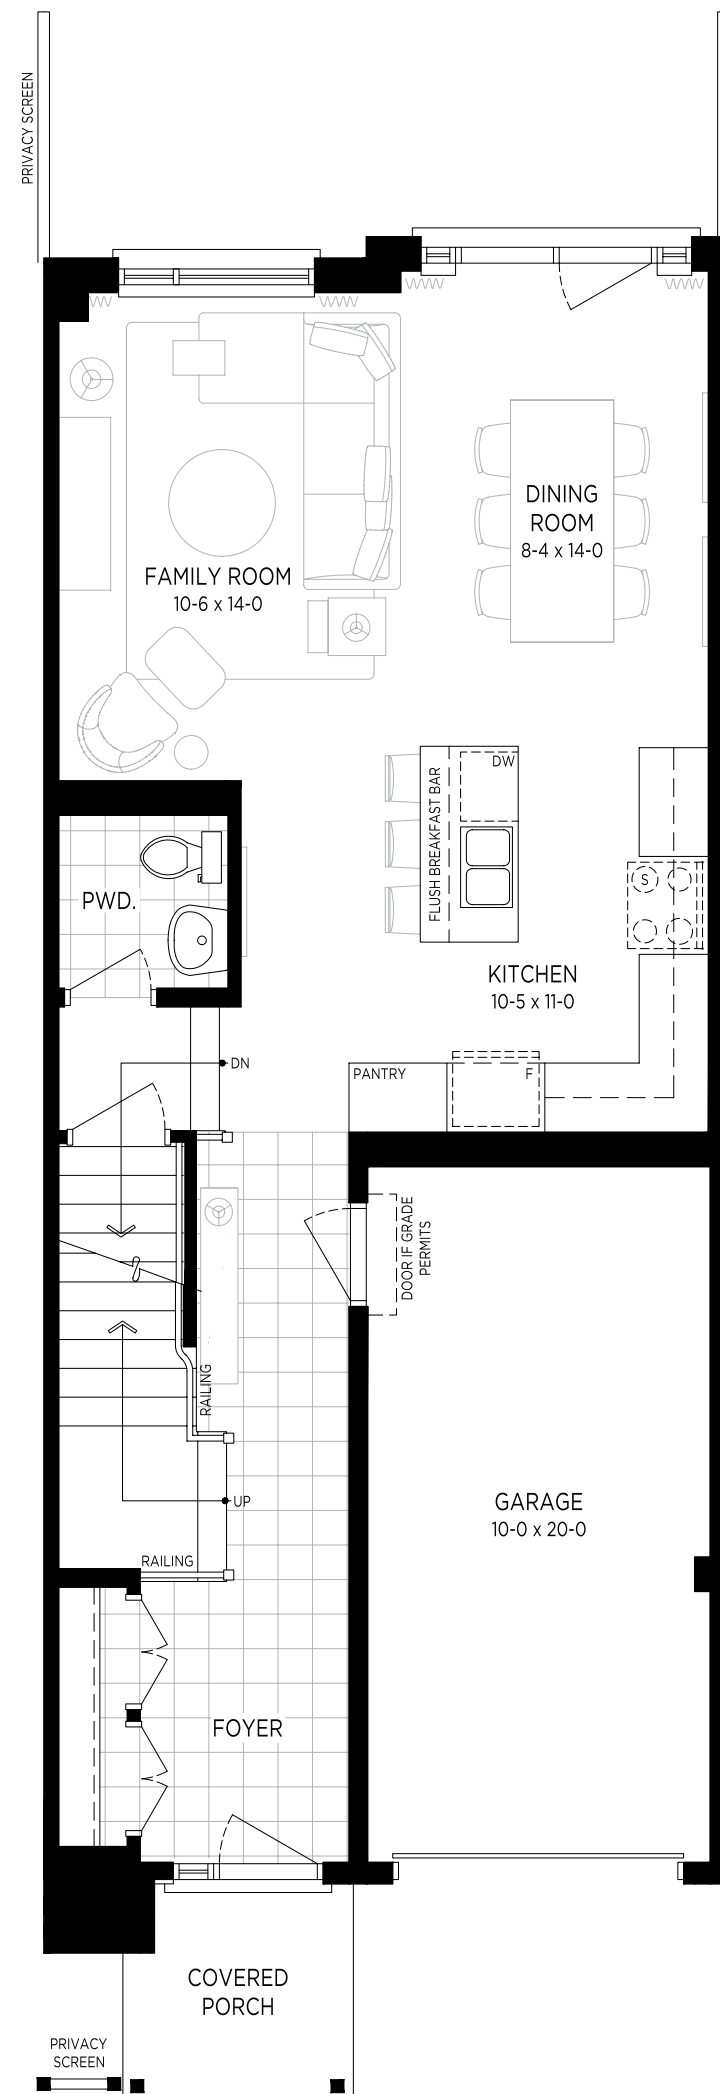 PRIVACY SCREEN
DINING
ROOM
8-4 x 14-0
FAMILY ROOM
10-6 x 14-0
DW
FLUSH BREAKFAST BAR
S
PWD.
KITCHEN
10-5 x 11-0
DN
PANTRY
F
DOOR IF GRADE
PERMITS
RAILING
UP
GARAGE
10-0 x 20-0
RAILING
FOYER
COVERED
PORCH
PRIVACY
SCREEN